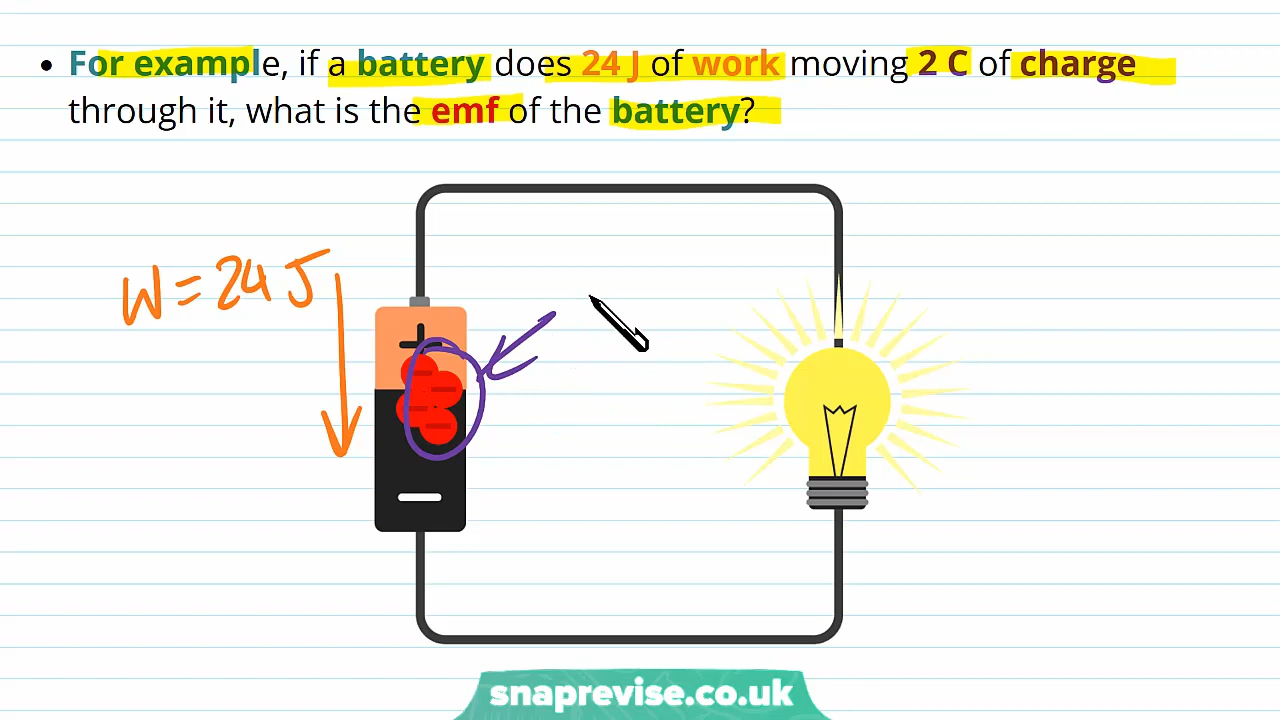 For example, if a battery does 24 J of work moving 2 C of charge
through it, what is the emf of the battery?
W = 24 J
+
snaprevise.co.uk